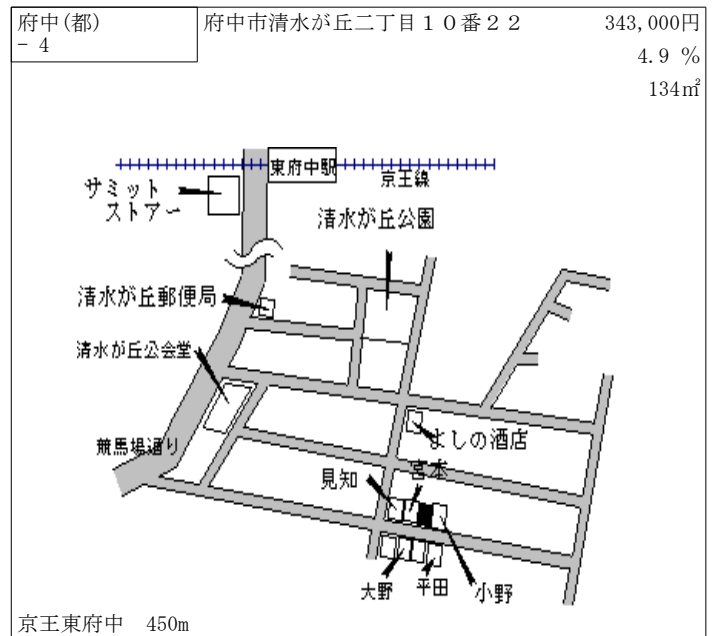 府中(都)
- 4
府中市清水が丘二丁目１０番２２
343,000円
4.9 %
134㎡
東府中駅
京王線
サミット
ストアー
清水が丘公園
清水が丘郵便局
清水が丘公会堂
競馬場通り
よしの酒店
宮本
見知
大野
平田
小野
京王東府中　450m